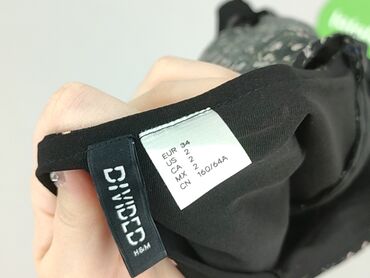 DIVIDED
H&M
EUR 34
US 2
CA 2
MX 2
CN 160/64A